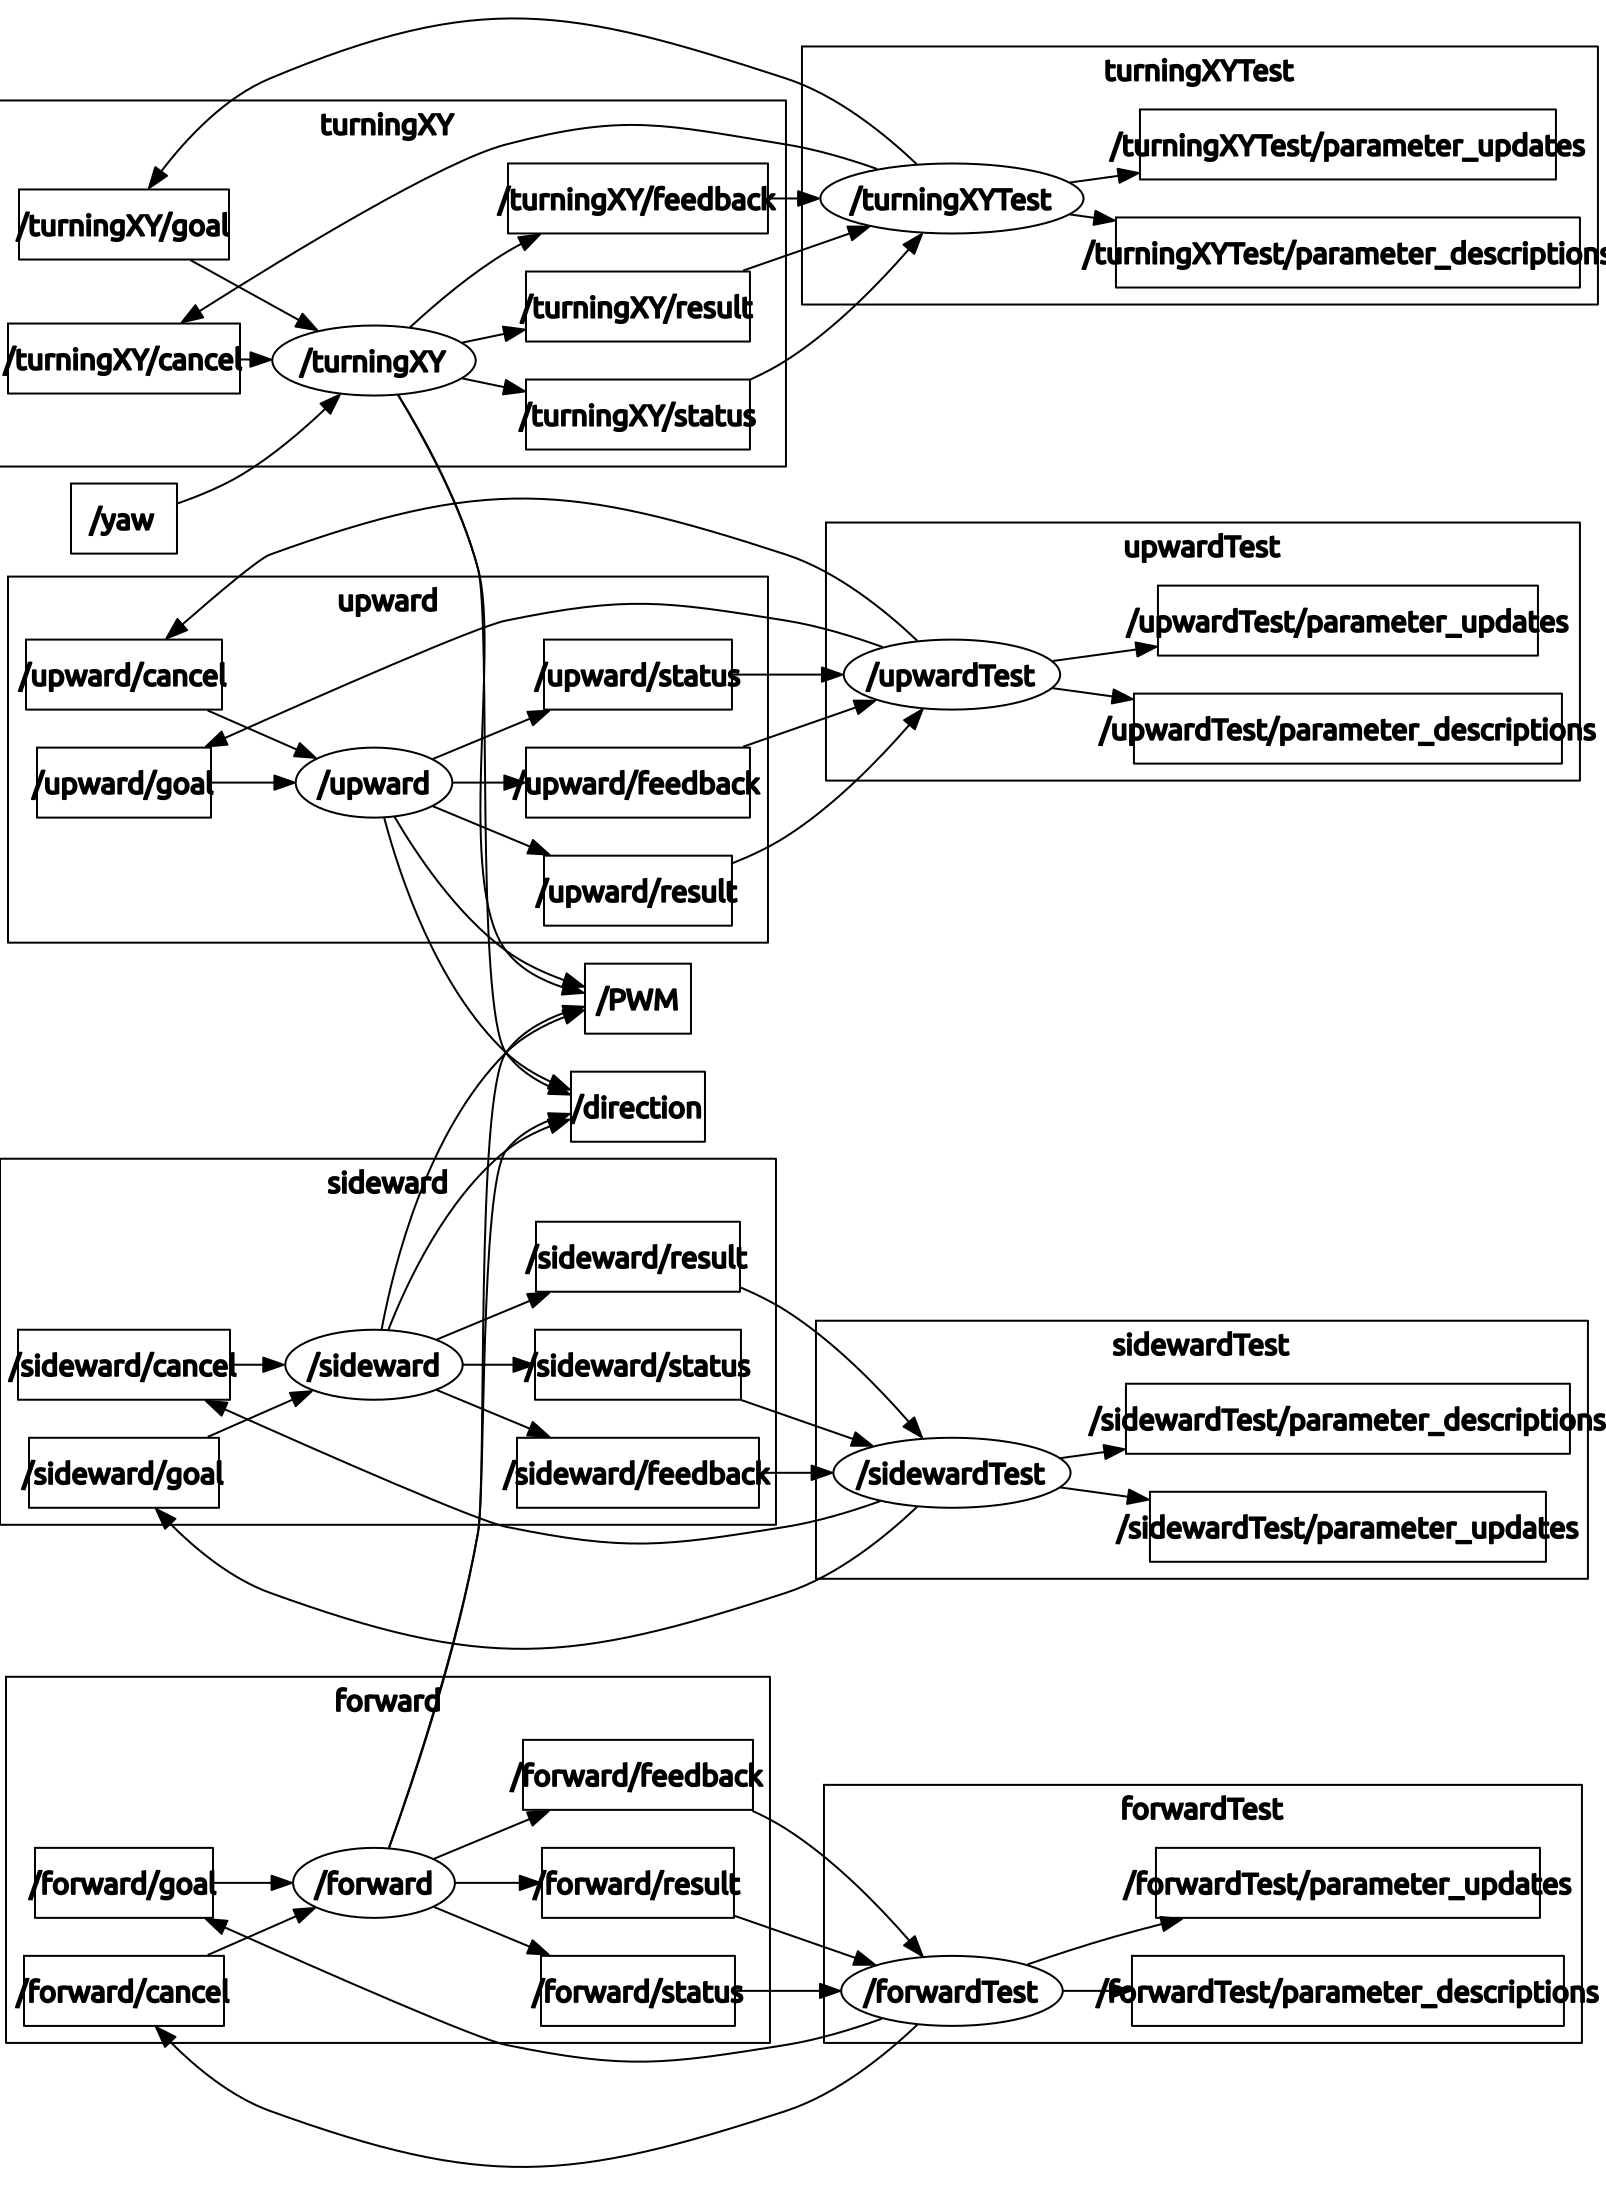 turningXYTest
/turningXYTest/parameter_updates
/turningXYTest
/turningXYTest/parameter_descriptions
turningXY
/turningXY/feedback
/turningXY/goal
/turningXY/result
/turningXY/cancel
/turningXY
/turningXY/status
/yaw
upwardTest
/upwardTest/parameter_updates
/upwardTest
/upwardTest/parameter_descriptions
upward
/upward/cancel
/upward/status
/upward/goal
/upward
/upward/feedback
/upward/result
/PWM
/direction
sideward
/sideward/result
/sideward/cancel
/sideward
/sideward/status
/sideward/goal
/sideward/feedback
sidewardTest
/sidewardTest/parameter_descriptions
/sidewardTest
/sidewardTest/parameter_updates
forward
/forward/feedback
/forward/goal
/forward
/forward/result
/forward/cancel
/forward/status
forwardTest
/forwardTest/parameter_updates
/forwardTest
/forwardTest/parameter_descriptions